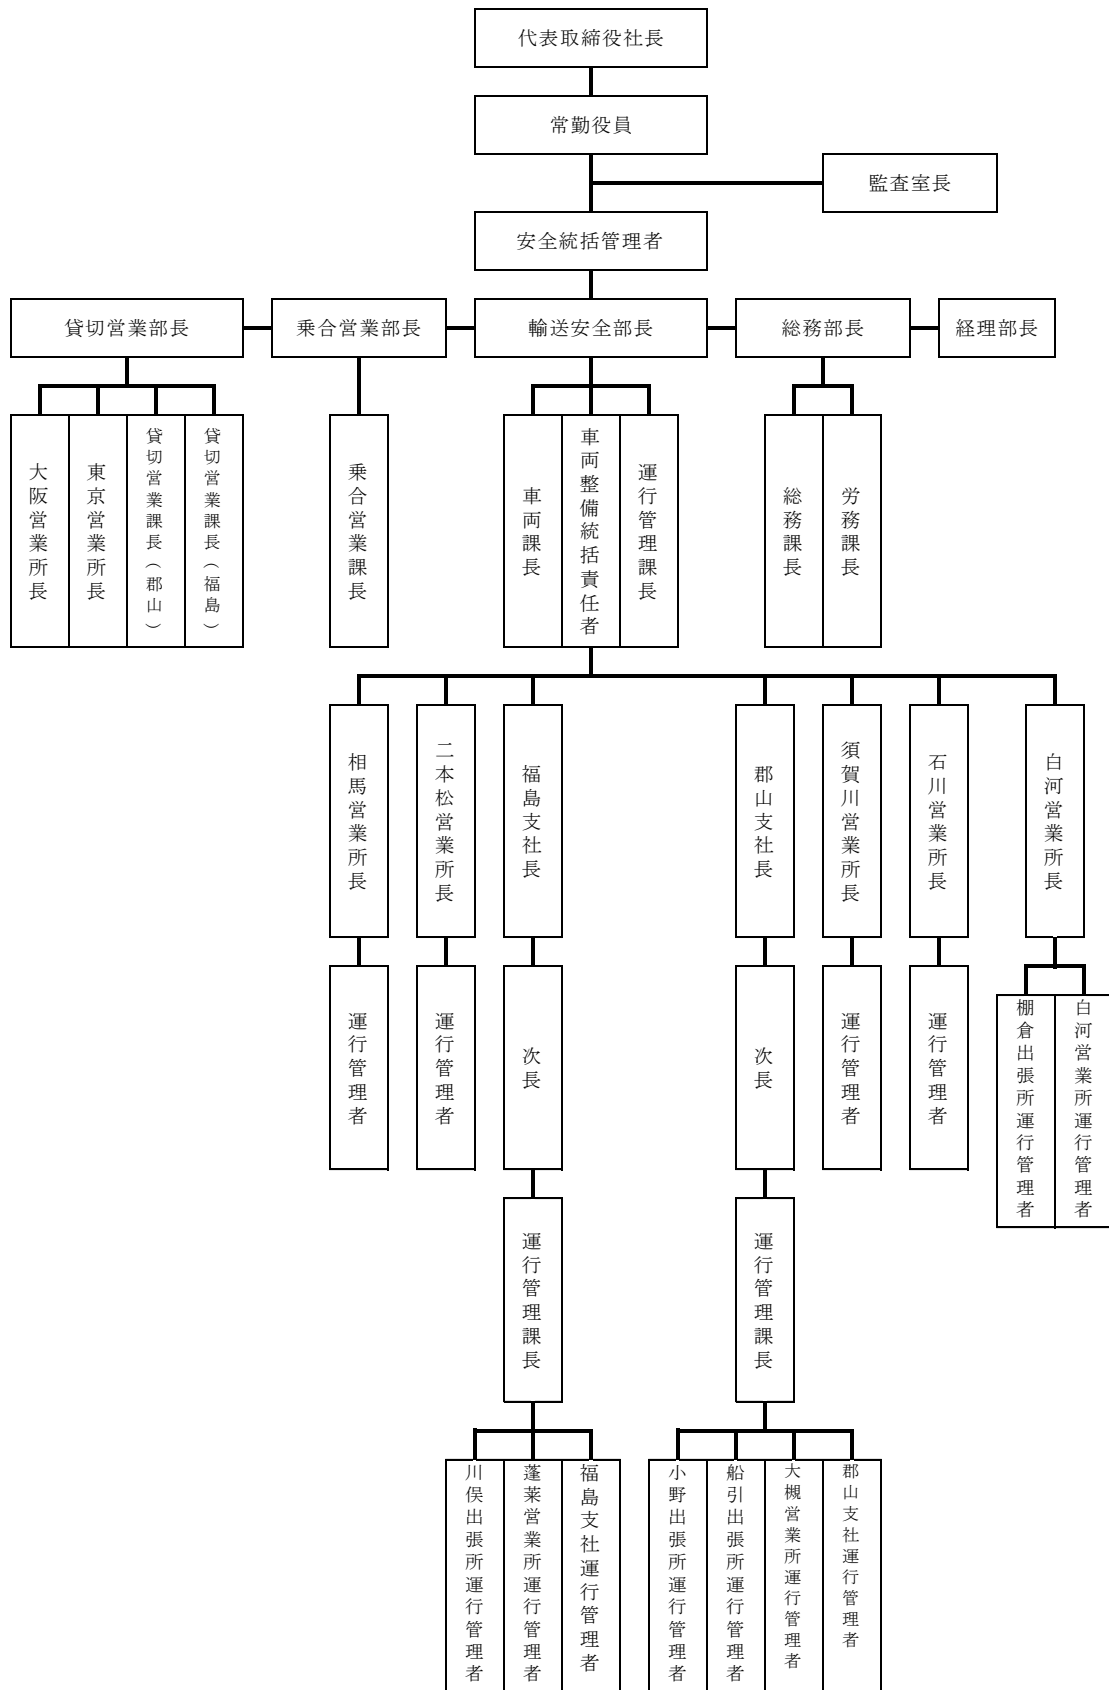 代表取締役社長
常勤役員
監査室長
安全統括管理者
貸切営業部長
乗合営業部長
輸送安全部長
総務部長
経理部長
大阪営業所長
東京営業所長
貸切営業課長(郡山)
貸切営業課長(福島)
乗合営業課長
車両課長
車両整備統括責任者
運行管理課長
総務課長
労務課長
相馬営業所長
二本松営業所長
福島支社長
郡山支社長
須賀川営業所長
石川営業所長
白河営業所長
運行管理者
運行管理者
次長
次長
運行管理者
運行管理者
棚倉出張所運行管理者
白河営業所運行管理者
運行管理課長
運行管理課長
川俣出張所運行管理者
蓬莱営業所運行管理者
福島支社運行管理者
小野出張所運行管理者
船引出張所運行管理者
大槻営業所運行管理者
郡山支社運行管理者